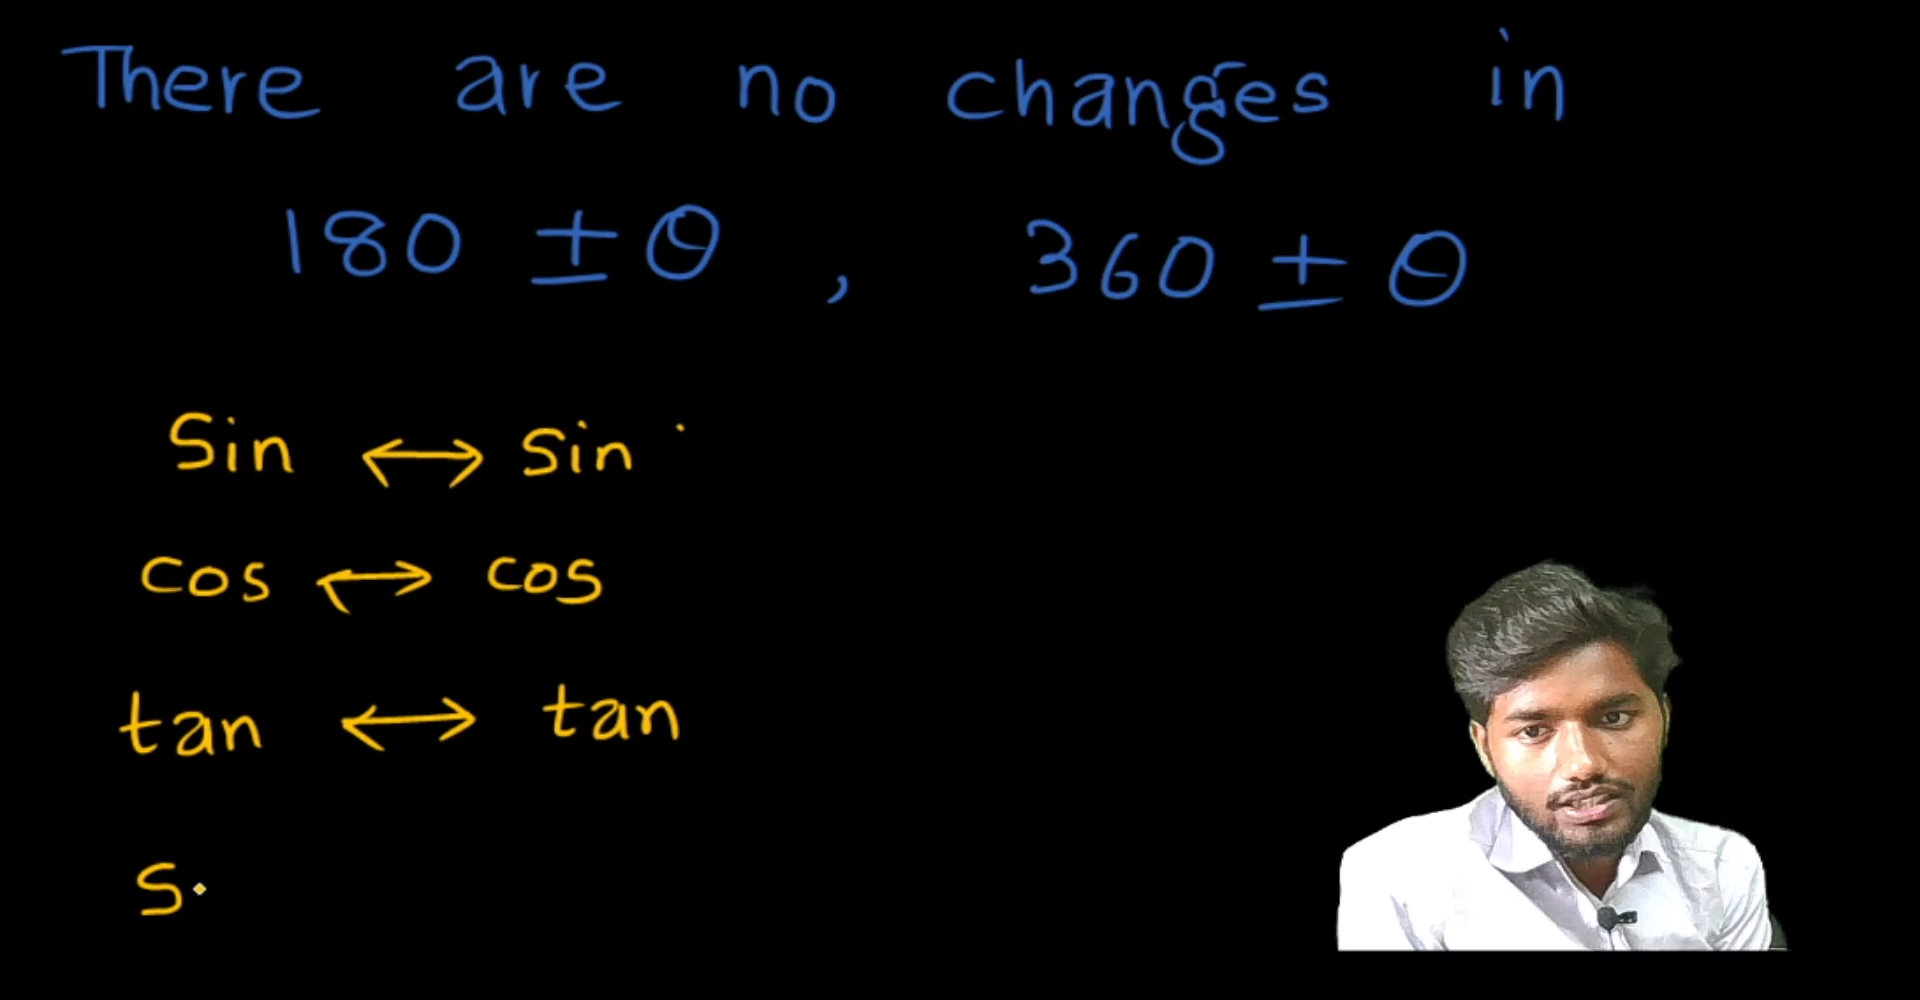 There are no changes in
180 ± θ , 360 ± θ
Sin ↔ Sin
cos ↔ cos
tan ↔ tan
S